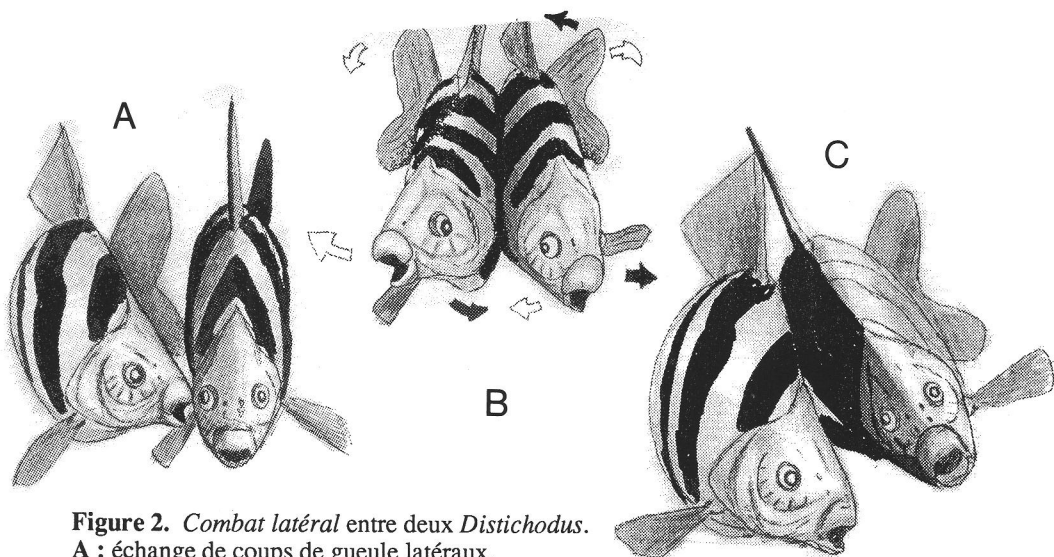 A
B
C
Figure 2. Combat latéral entre deux Distichodus.
A : échange de coups de gueule latéraux.